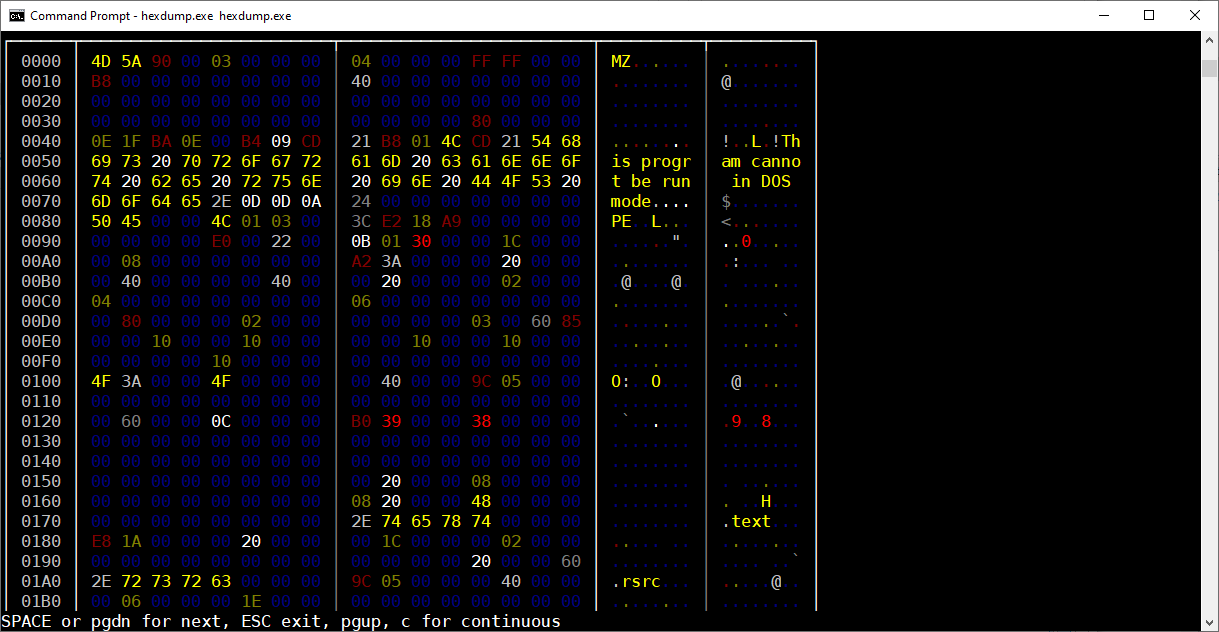 Command Prompt - hexdump.exe hexdump.exe
0000 4D 5A 90 00 03 00 00 00 04 00 00 00 FF FF 00 00 MZ...... ........
0010 B8 00 00 00 00 00 00 00 40 00 00 00 00 00 00 00 ........ @.......
0020 00 00 00 00 00 00 00 00 00 00 00 00 00 00 00 00 ........ ........
0030 00 00 00 00 00 00 00 00 00 00 00 00 80 00 00 00 ........ ........
0040 0E 1F BA 0E 00 B4 09 CD 21 B8 01 4C CD 21 54 68 ........ !..L.!Th
0050 69 73 20 70 72 6F 67 72 61 6D 20 63 61 6E 6E 6F is progr am canno
0060 74 20 62 65 20 72 75 6E 20 69 6E 20 44 4F 53 20 t be run  in DOS
0070 6D 6F 64 65 2E 0D 0D 0A 24 00 00 00 00 00 00 00 mode.... $.......
0080 50 45 00 00 4C 01 03 00 3C E2 18 A9 00 00 00 00 PE..L... <.......
0090 00 00 00 00 E0 00 22 00 0B 01 30 00 00 1C 00 00 ......". ..0.....
00A0 00 08 00 00 00 00 00 00 A2 3A 00 00 00 20 00 00 ........ .:... ..
00B0 00 40 00 00 00 00 40 00 00 20 00 00 00 02 00 00 .@....@. . ......
00C0 04 00 00 00 00 00 00 00 06 00 00 00 00 00 00 00 ........ ........
00D0 00 80 00 00 00 02 00 00 00 00 00 00 03 00 60 85 ........ ......`.
00E0 00 00 10 00 00 10 00 00 00 00 10 00 00 10 00 00 ........ ........
00F0 00 00 00 00 10 00 00 00 00 00 00 00 00 00 00 00 ........ ........
0100 4F 3A 00 00 4F 00 00 00 00 40 00 00 9C 05 00 00 O:..O... .@......
0110 00 00 00 00 00 00 00 00 00 00 00 00 00 00 00 00 ........ ........
0120 00 60 00 00 0C 00 00 00 B0 39 00 00 38 00 00 00 .`...... .9..8...
0130 00 00 00 00 00 00 00 00 00 00 00 00 00 00 00 00 ........ ........
0140 00 00 00 00 00 00 00 00 00 00 00 00 00 00 00 00 ........ ........
0150 00 00 00 00 00 00 00 00 00 20 00 00 08 00 00 00 ........ . ......
0160 00 00 00 00 00 00 00 00 08 20 00 00 48 00 00 00 ........ . ..H...
0170 00 00 00 00 00 00 00 00 2E 74 65 78 74 00 00 00 ........ .text...
0180 E8 1A 00 00 00 20 00 00 00 1C 00 00 00 02 00 00 ..... .. ........
0190 00 00 00 00 00 00 00 00 00 00 00 00 20 00 00 60 ........ .... ..`
01A0 2E 72 73 72 63 00 00 00 9C 05 00 00 00 40 00 00 .rsrc... .....@..
01B0 00 06 00 00 00 1E 00 00 00 00 00 00 00 00 00 00 ........ ........
SPACE or pgdn for next, ESC exit, pgup, c for continuous